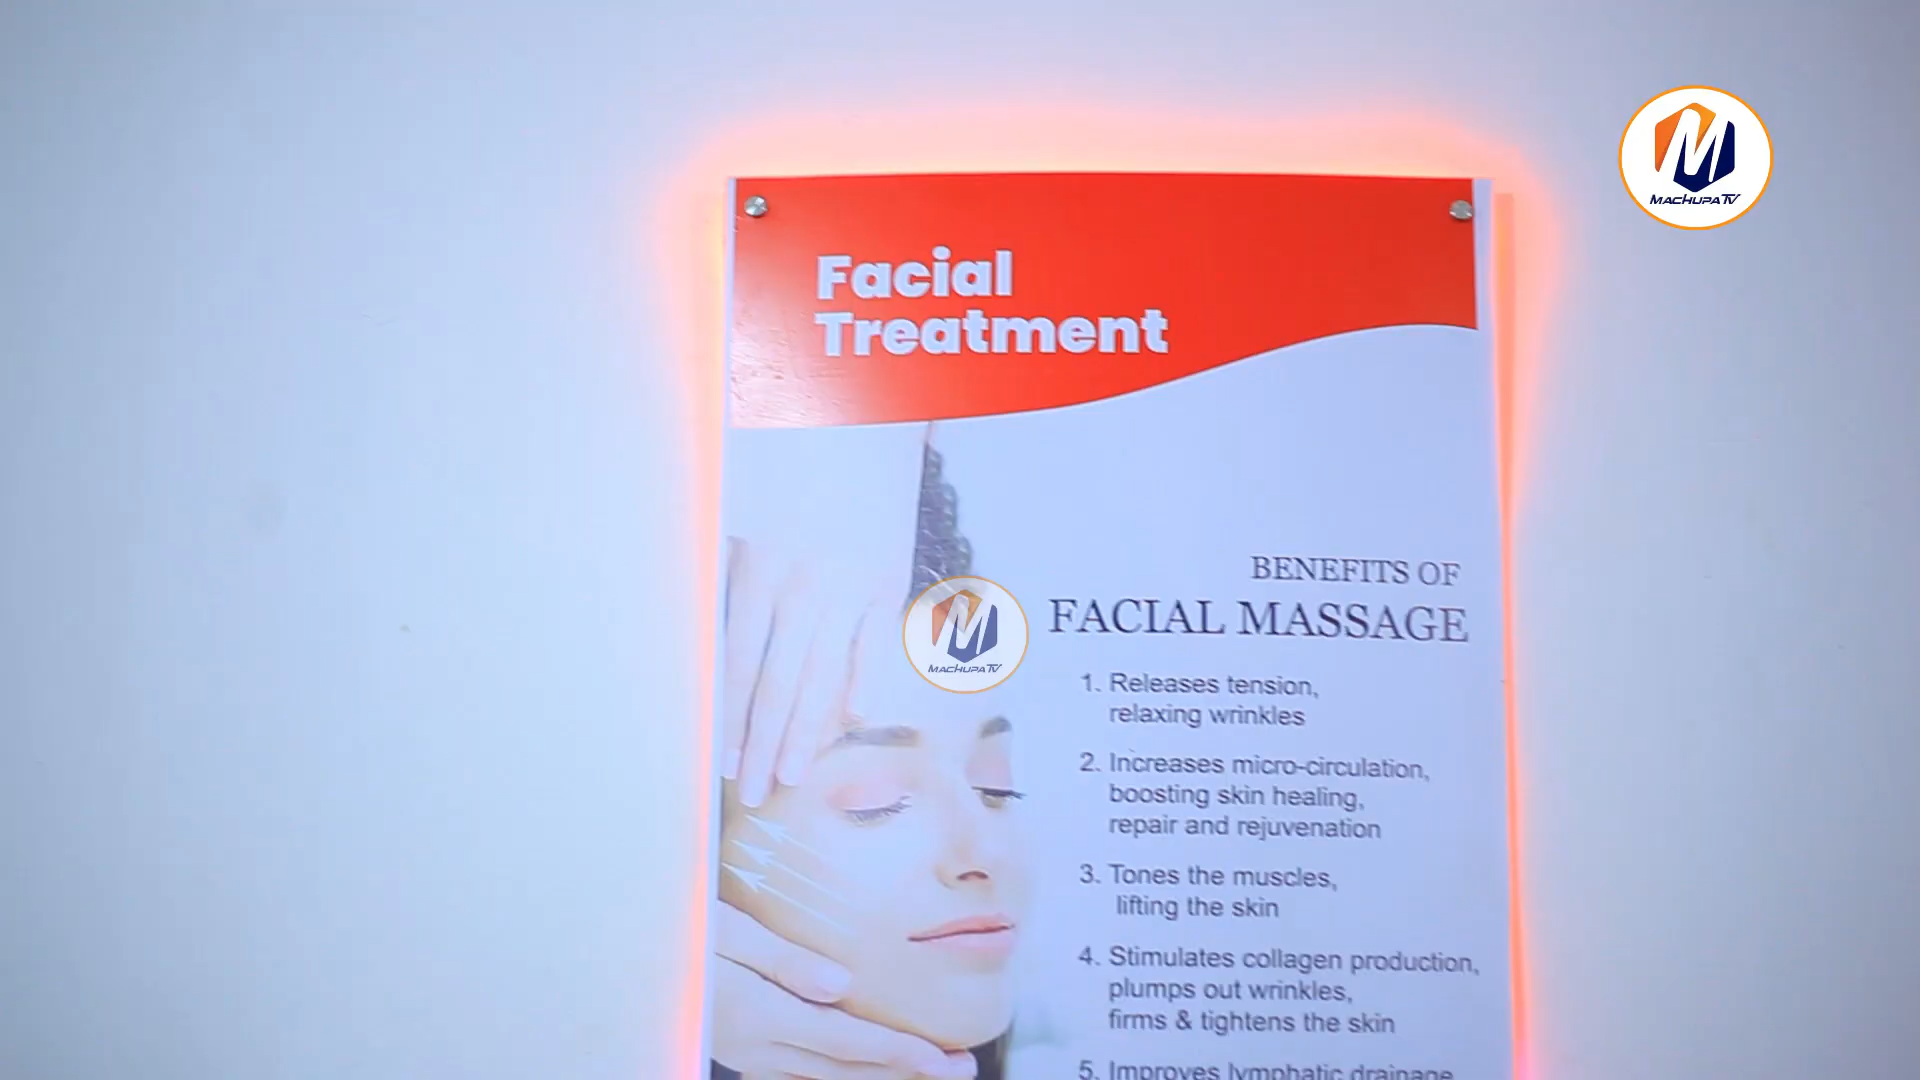 MACHUPA TV
Facial
Treatment
BENEFITS OF
FACIAL MASSAGE
MACHUPA TV
1. Releases tension,
relaxing wrinkles
2. Increases micro-circulation,
boosting skin healing,
repair and rejuvenation
3. Tones the muscles,
lifting the skin
4. Stimulates collagen production,
plumps out wrinkles,
firms & tightens the skin
5. Improves lymphatic drainage